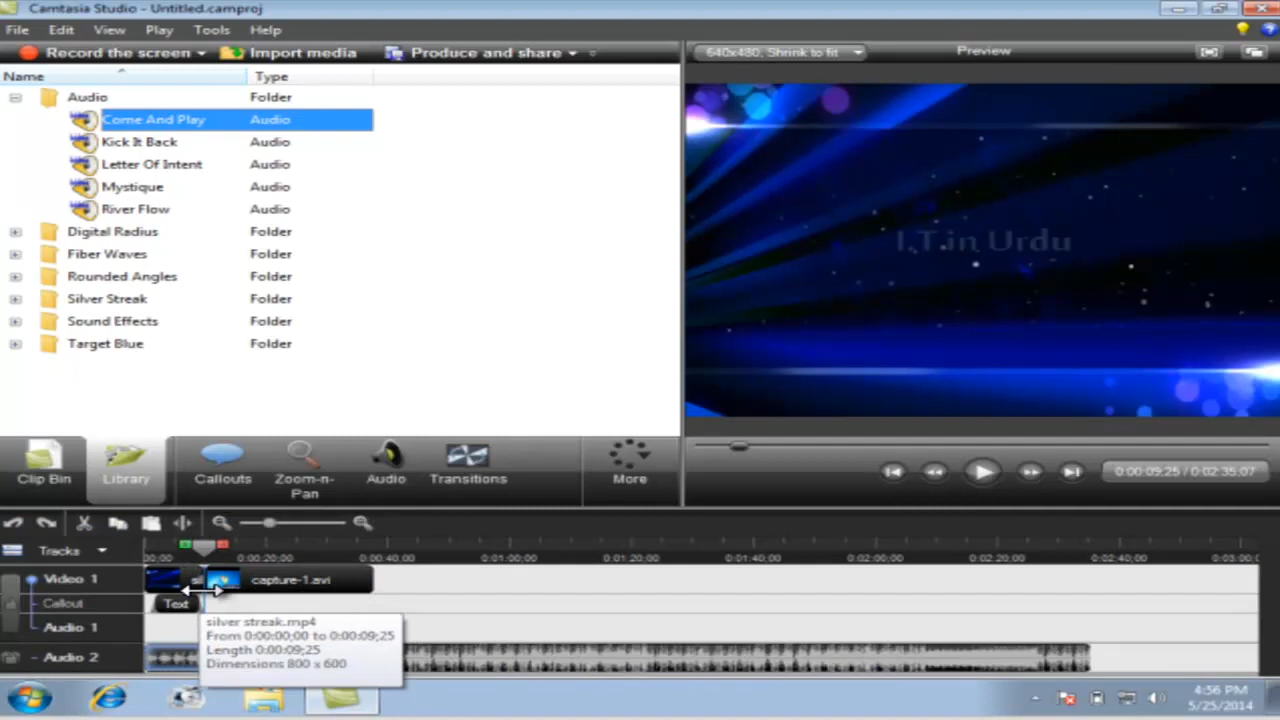 Camtasia Studio - Untitled.camproj
File Edit View Play Tools Help
Record the screen Import media Produce and share
640x480, Shrink to fit Preview
Name Type
Audio Folder
Come And Play Audio
Kick It Back Audio
Letter Of Intent Audio
Mystique Audio
River Flow Audio
Digital Radius Folder
Fiber Waves Folder
Rounded Angles Folder
Silver Streak Folder
Sound Effects Folder
Target Blue Folder
I.T.in Urdu
Clip Bin Library Callouts Zoom-n-Pan Audio Transitions More
0:00:09;25 / 0:02:35;07
Tracks 00;00 0:00:20;00 0:00:40;00 0:01:00;00 0:01:20;00 0:01:40;00 0:02:00;00 0:02:20;00 0:02:40;00 0:03:0
Video 1 si capture-1.avi
Callout Text
Audio 1
silver streak.mp4
From 0:00:00;00 to 0:00:09;25
Length 0:00:09;25
Dimensions 800 x 600
Audio 2
4:56 PM
5/25/2014